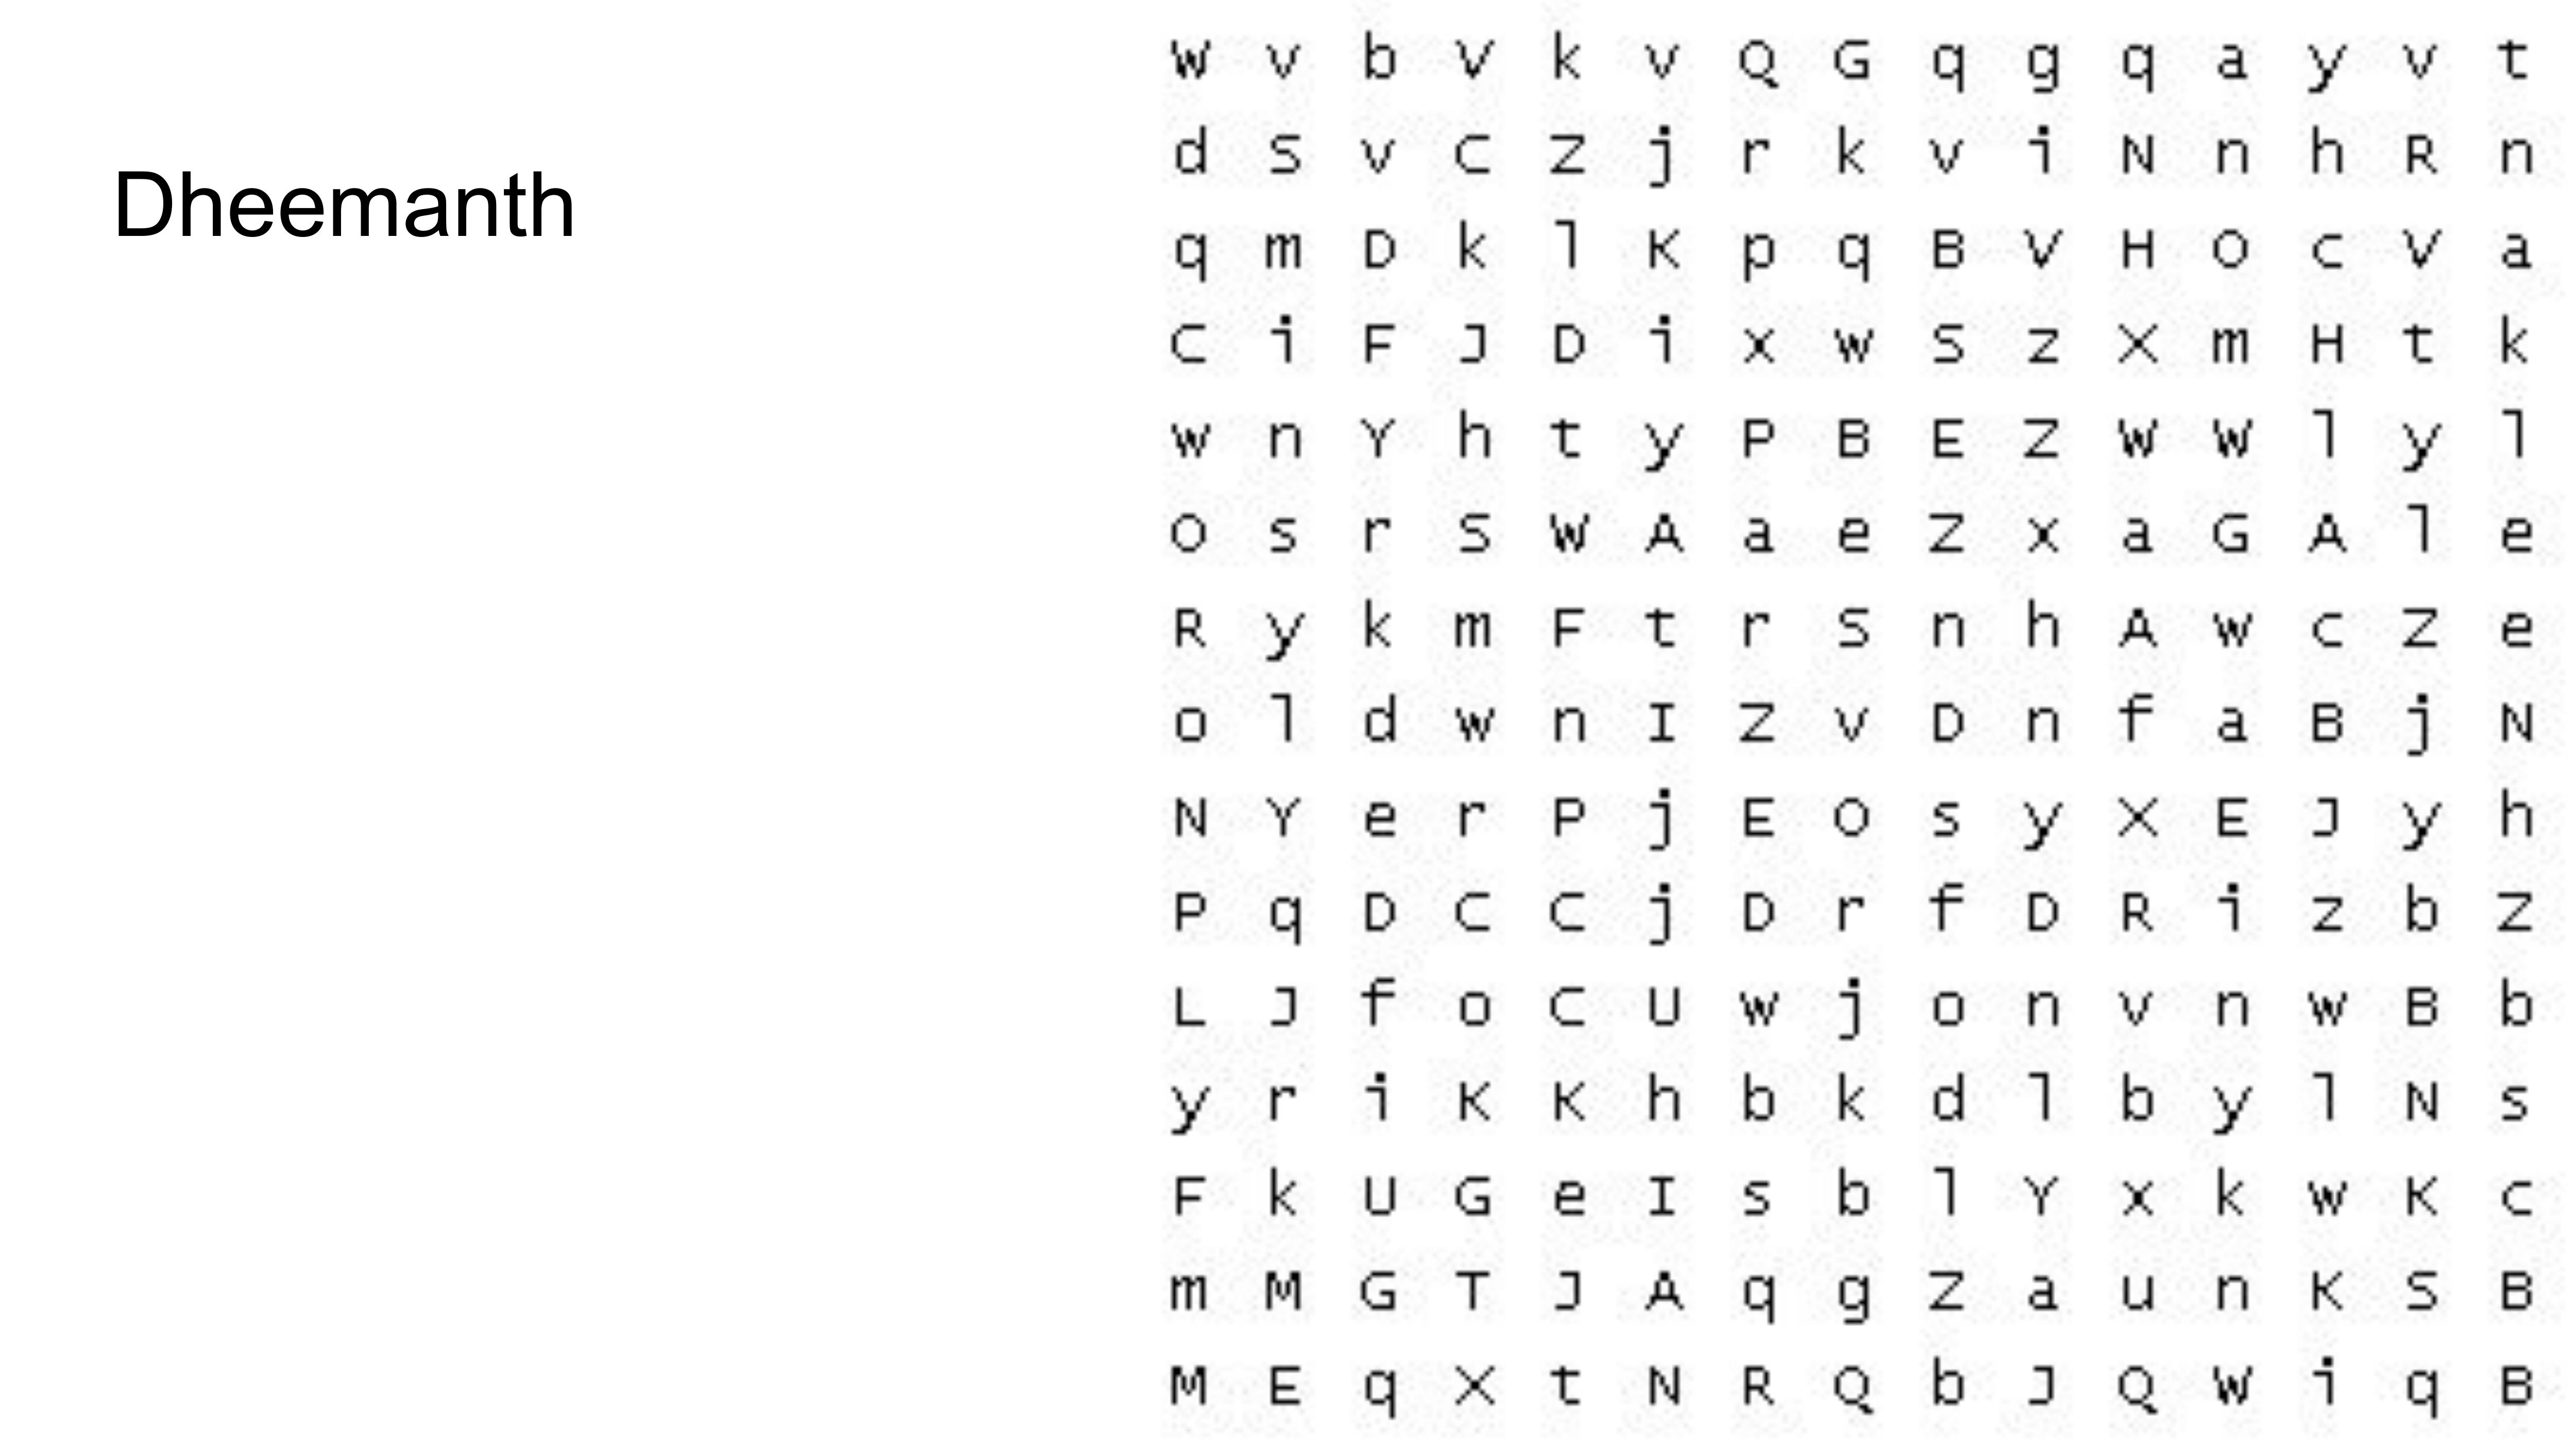 Dheemanth
W v b V k v Q G q g q a y v t
d S v C Z j r k v i N n h R n
q m D k l K p q B V H O c V a
C i F J D i x w S z X m H t k
w n Y h t y P B E Z W W l y l
O s r S W A a e Z x a G A l e
R y k m F t r S n h A w c Z e
o l d w n I Z v D n f a B j N
N Y e r P j E O s y X E J y h
P q D C C j D r f D R i z b Z
L J f o C U w j o n v n w B b
y r i K K h b k d l b y l N s
F k U G e I s b l Y x k w K c
m M G T J A q g Z a u n K S B
M E q X t N R Q b J Q W i q B